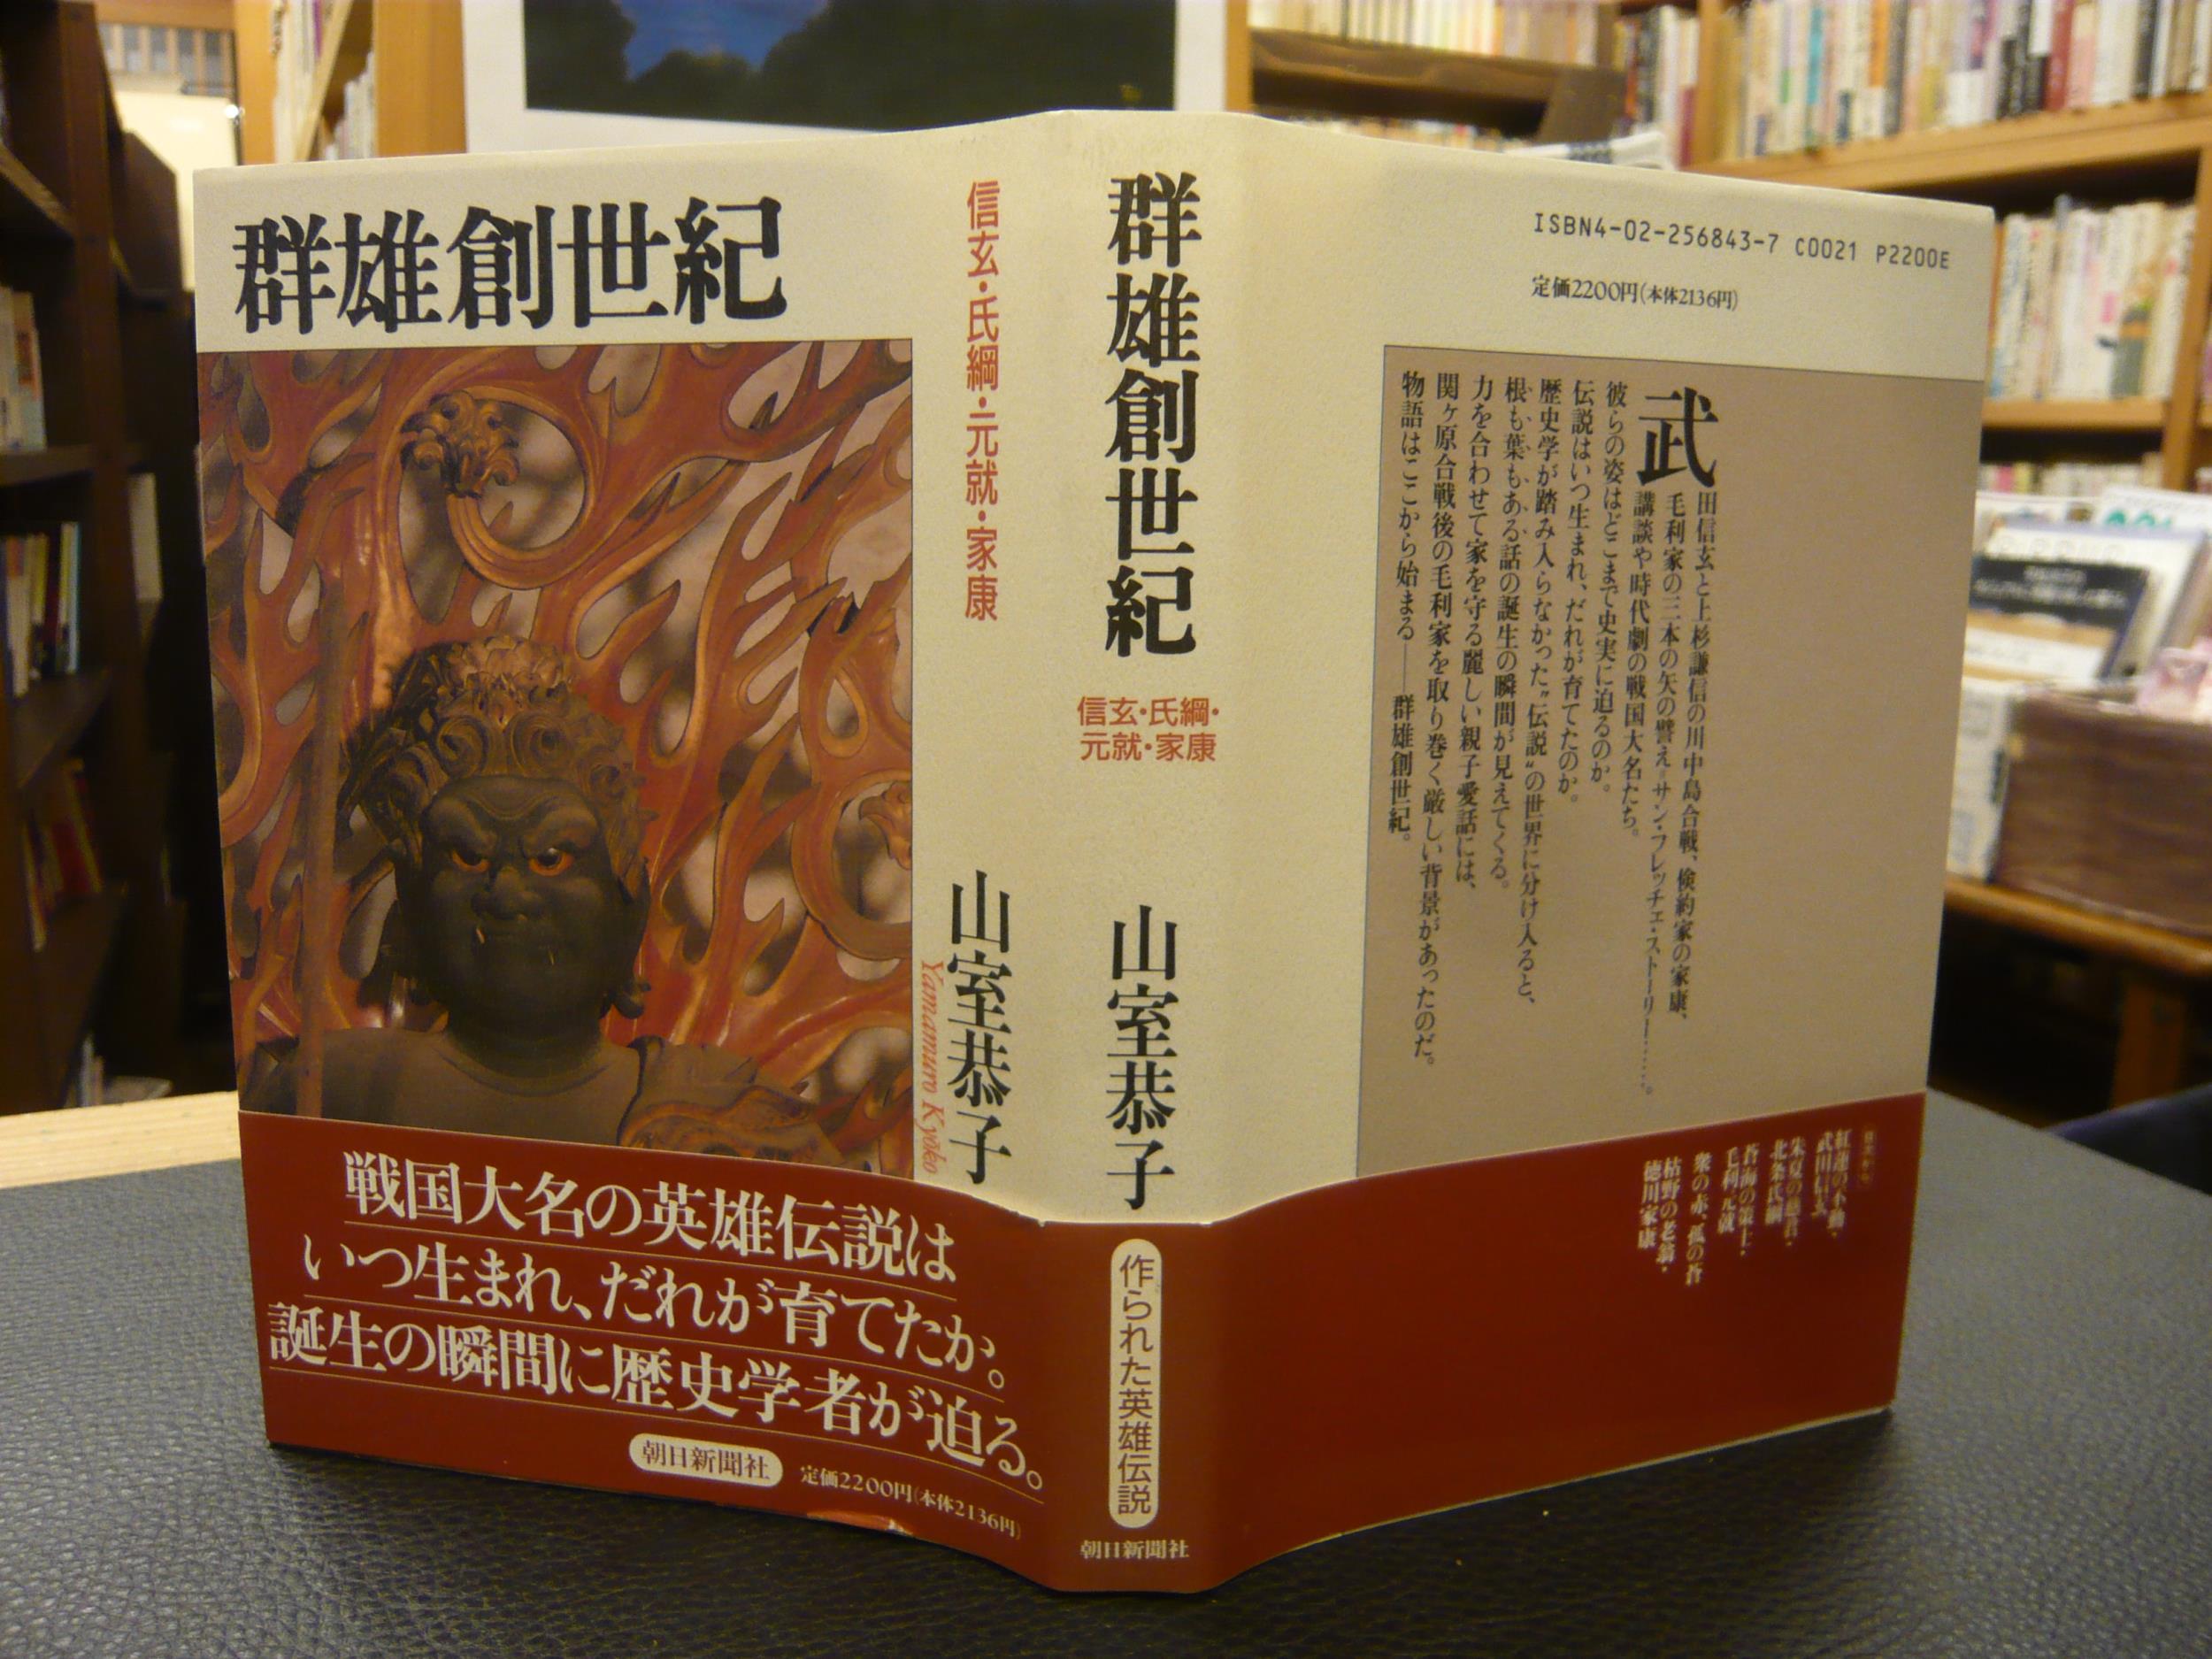 群雄創世紀
信玄・氏綱・元就・家康
山室恭子
Yamamuro Kyōko
戦国大名の英雄伝説は
いつ生まれ、だれが育てたか。
誕生の瞬間に歴史学者が迫る。
朝日新聞社
定価2200円(本体2136円)
群雄創世紀
信玄・氏綱・
元就・家康
山室恭子
作られた英雄伝説
朝日新聞社
ISBN4-02-256843-7 C0021 P2200E
定価2200円(本体2136円)
武田信玄と上杉謙信の川中島合戦、倹約家の家康、
毛利家の三本の矢の譬え=サン・フレッチェ・ストーリー……。
講談や時代劇の戦国大名たち。
彼らの姿はどこまで史実に迫るのか。
伝説はいつ生まれ、だれが育てたのか。
歴史学が踏み入らなかった〝伝説〟の世界に分け入ると、
根も葉もある話の誕生の瞬間が見えてくる。
力を合わせて家を守る麗しい親子愛話には、
関ヶ原合戦後の毛利家を取り巻く厳しい背景があったのだ。
物語はここから始まる——群雄創世紀。
紅蓮の不動・
武田信玄
朱夏の慈君・
北条氏綱
蒼海の策士・
毛利元就
衆の赤、孤の蒼
枯野の老翁・
徳川家康